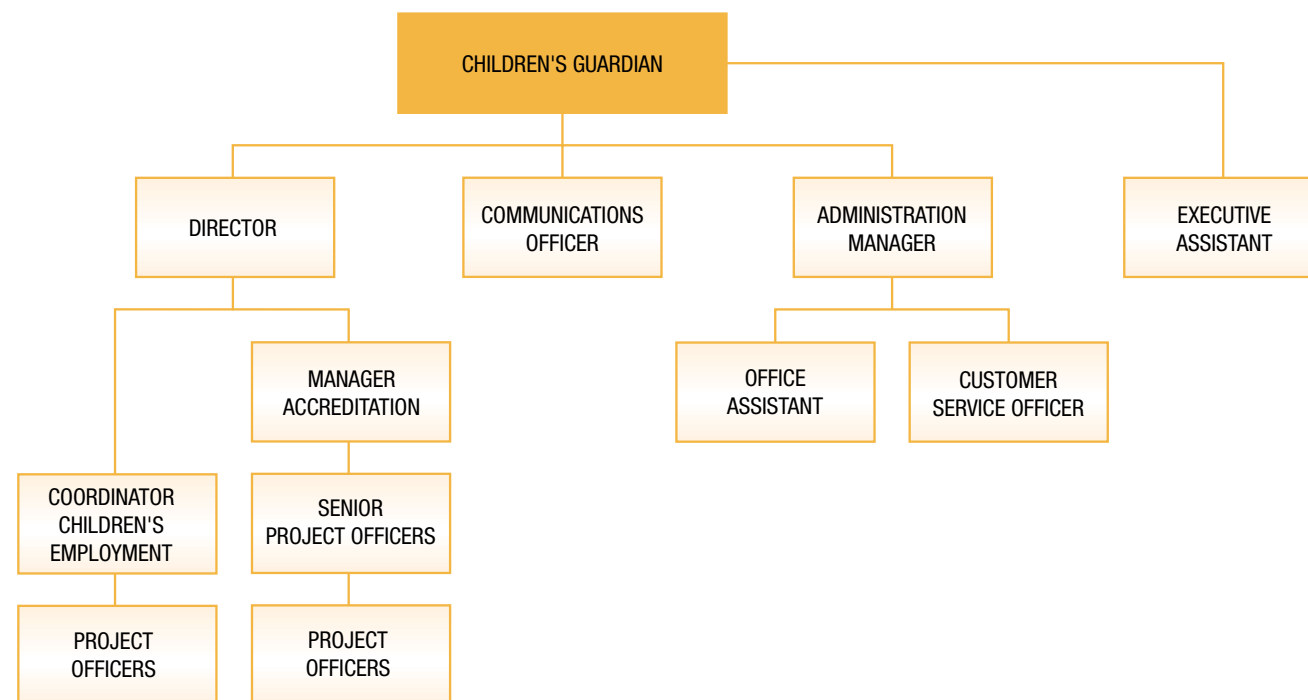 CHILDREN'S GUARDIAN
DIRECTOR
COMMUNICATIONS
OFFICER
ADMINISTRATION
MANAGER
EXECUTIVE
ASSISTANT
MANAGER
ACCREDITATION
OFFICE
ASSISTANT
CUSTOMER
SERVICE OFFICER
COORDINATOR
CHILDREN'S
EMPLOYMENT
SENIOR
PROJECT OFFICERS
PROJECT
OFFICERS
PROJECT
OFFICERS